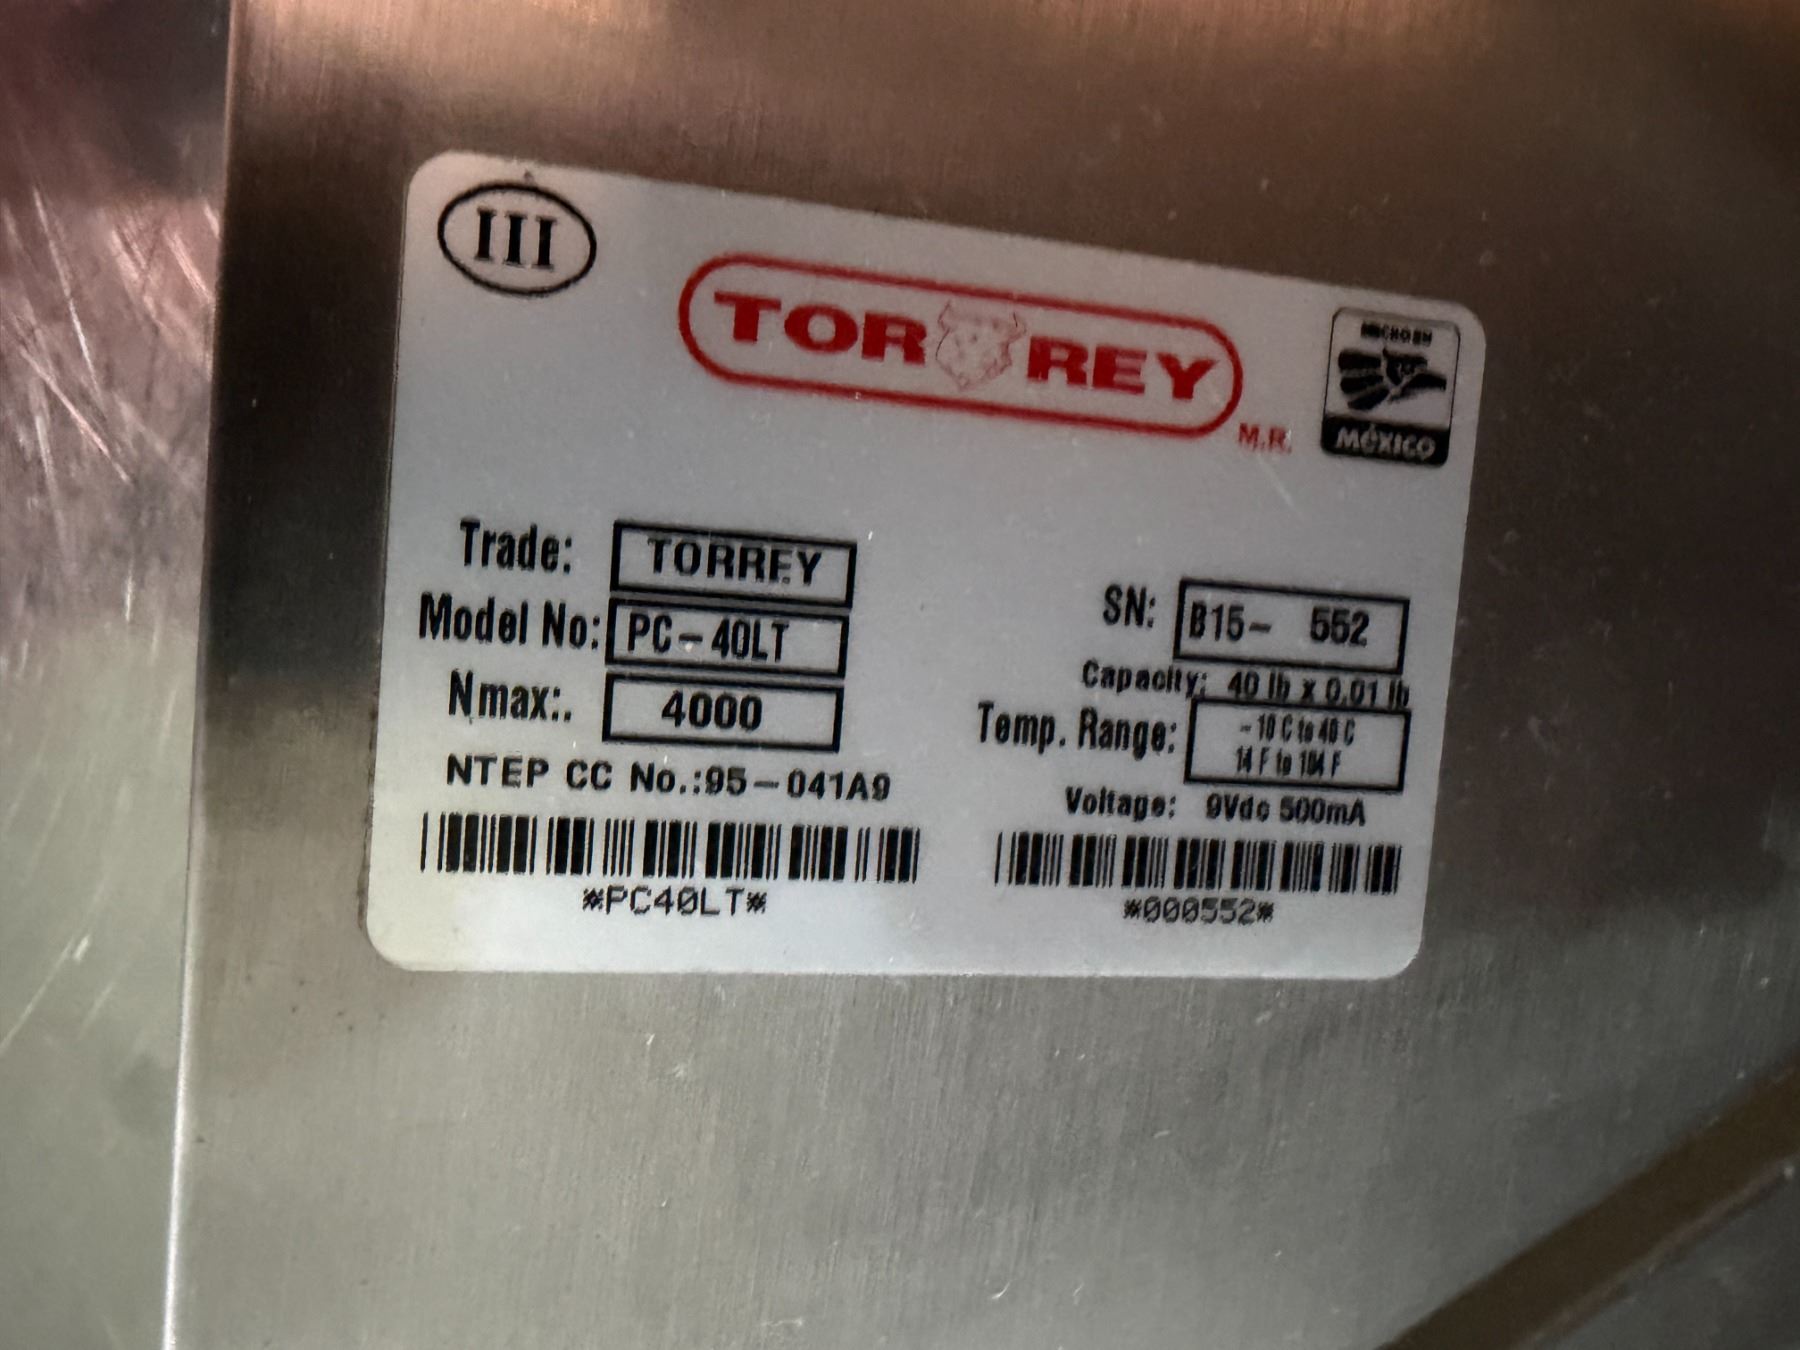 III
TORREY
M.R.
HECHO EN
MÉXICO
Trade: TORREY
Model No: PC-40LT
Nmax:. 4000
NTEP CC No.:95-041A9
*PC40LT*
SN: B15- 552
Capacity: 40 lb x 0.01 lb
Temp. Range: -10 C to 40 C
14 F to 104 F
Voltage: 9Vdc 500mA
*000552*